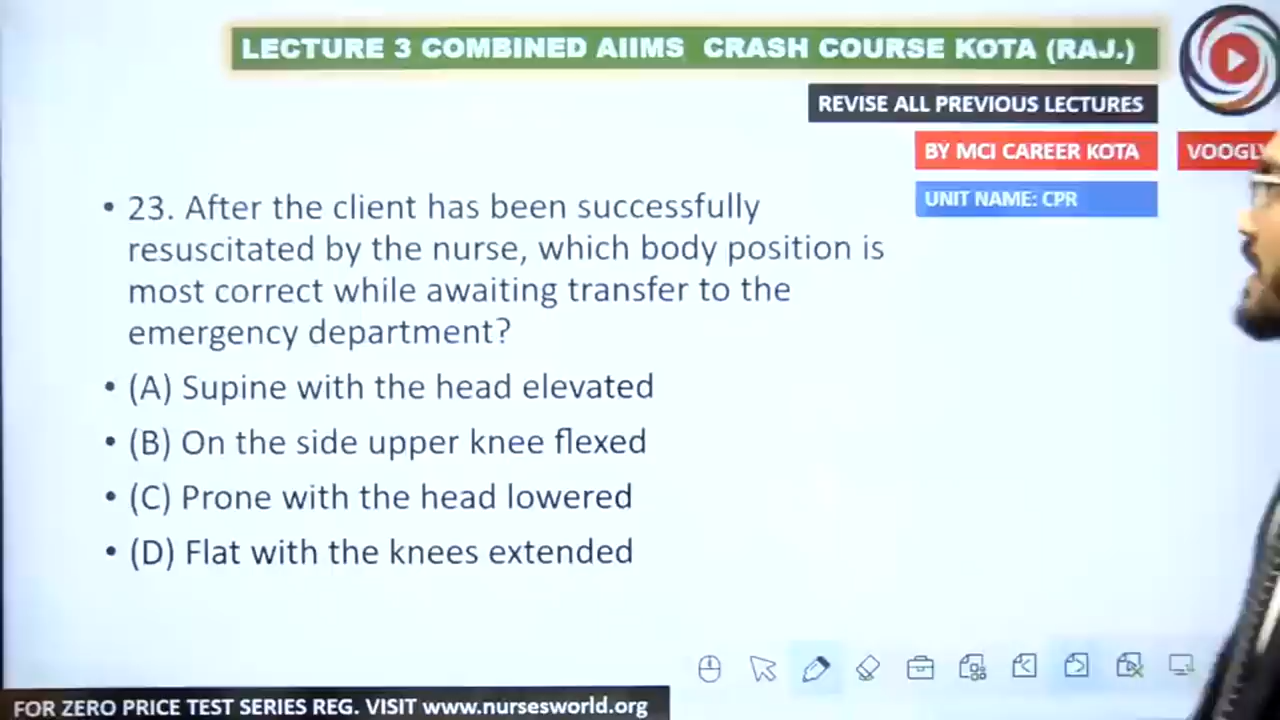 LECTURE 3 COMBINED AIIMS CRASH COURSE KOTA (RAJ.)
REVISE ALL PREVIOUS LECTURES
BY MCI CAREER KOTA
VOOGLY
UNIT NAME: CPR
• 23. After the client has been successfully
resuscitated by the nurse, which body position is
most correct while awaiting transfer to the
emergency department?
• (A) Supine with the head elevated
• (B) On the side upper knee flexed
• (C) Prone with the head lowered
• (D) Flat with the knees extended
FOR ZERO PRICE TEST SERIES REG. VISIT www.nursesworld.org